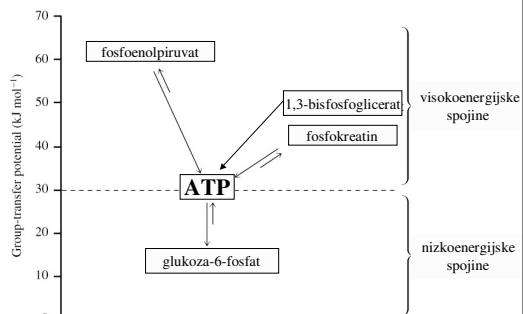 70
60
50
40
30
20
10
Group-transfer potential (kJ mol⁻¹)
fosfoenolpiruvat
1,3-bisfosfoglicerat
fosfokreatin
ATP
glukoza-6-fosfat
visokoenergijske
spojine
nizkoenergijske
spojine